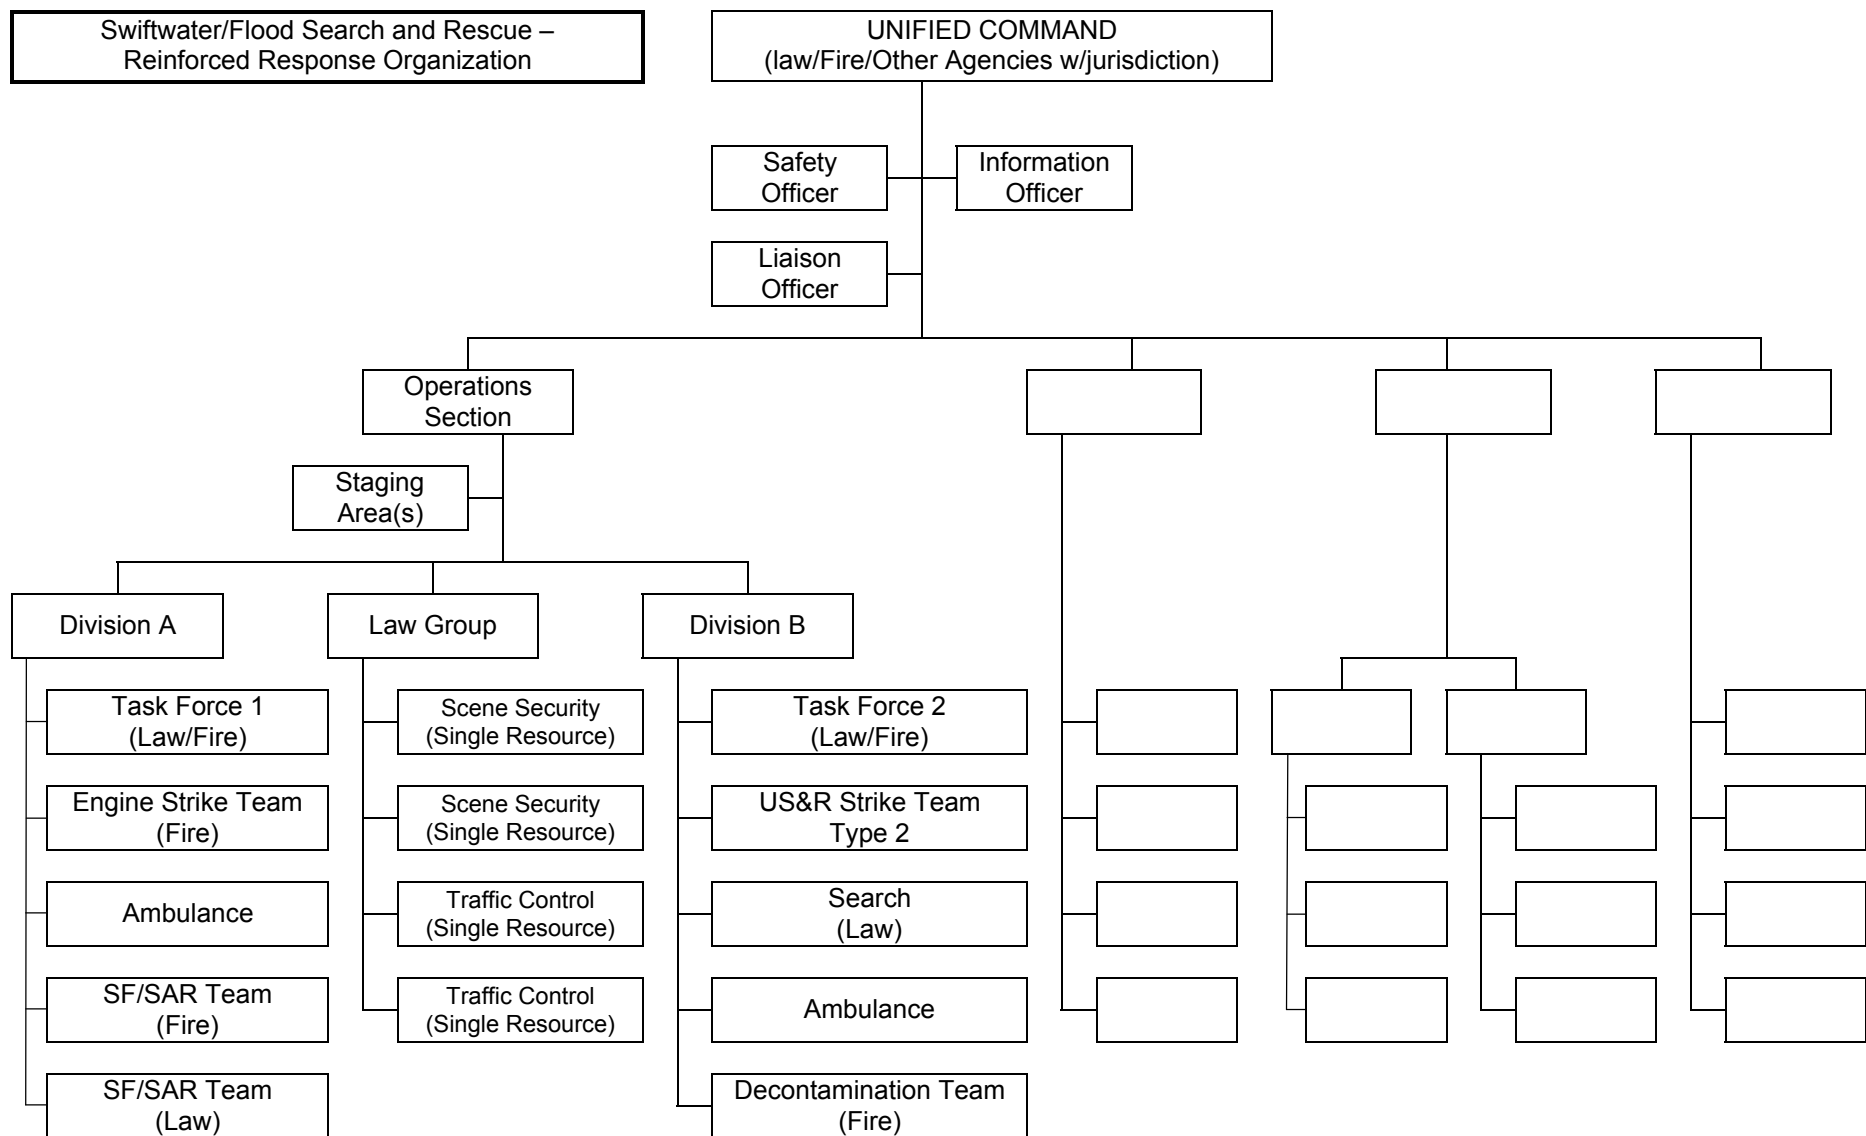 Swiftwater/Flood Search and Rescue –
Reinforced Response Organization
UNIFIED COMMAND
(law/Fire/Other Agencies w/jurisdiction)
Safety
Officer
Information
Officer
Liaison
Officer
Operations
Section
Staging
Area(s)
Division A
Law Group
Division B
Task Force 1
(Law/Fire)
Scene Security
(Single Resource)
Task Force 2
(Law/Fire)
Engine Strike Team
(Fire)
Scene Security
(Single Resource)
US&R Strike Team
Type 2
Ambulance
Traffic Control
(Single Resource)
Search
(Law)
SF/SAR Team
(Fire)
Traffic Control
(Single Resource)
Ambulance
SF/SAR Team
(Law)
Decontamination Team
(Fire)